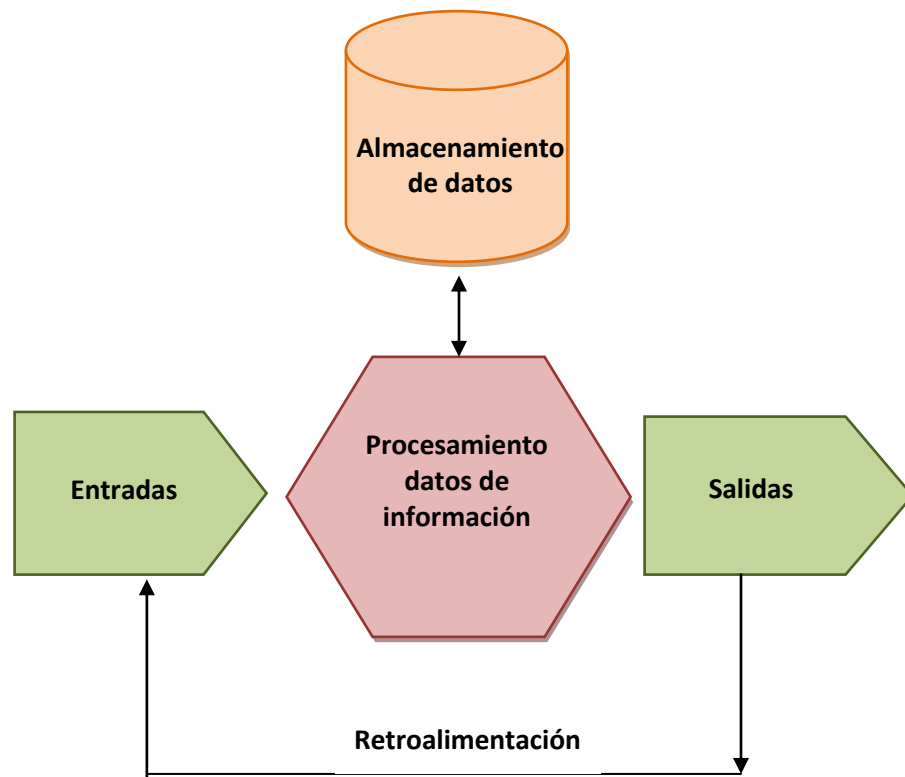 Almacenamiento
de datos
Entradas
Procesamiento
datos de
información
Salidas
Retroalimentación